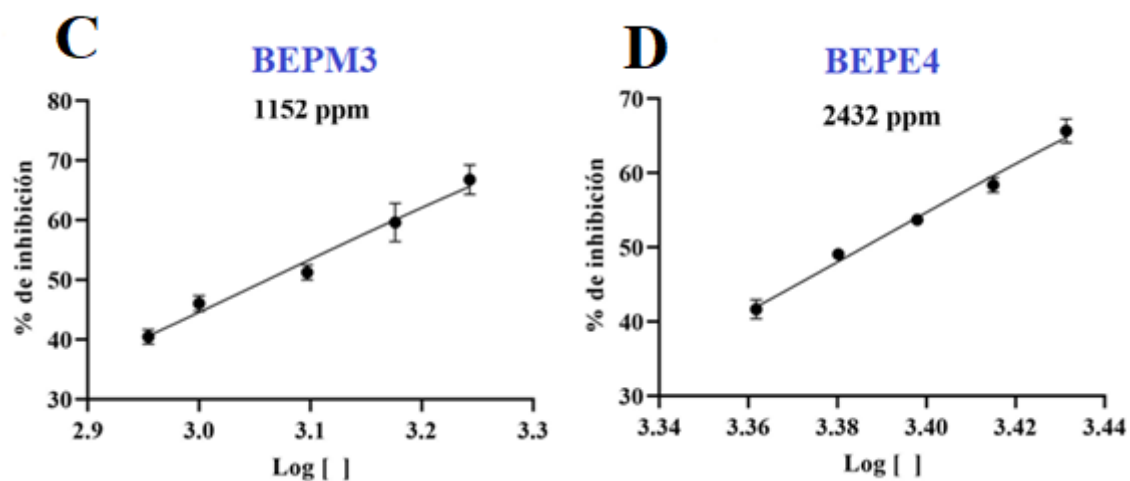 C
BEPM3
1152 ppm
% de inhibición
80
70
60
50
40
30
2.9 3.0 3.1 3.2 3.3
Log [ ]
D
BEPE4
2432 ppm
% de inhibición
70
60
50
40
30
3.34 3.36 3.38 3.40 3.42 3.44
Log [ ]